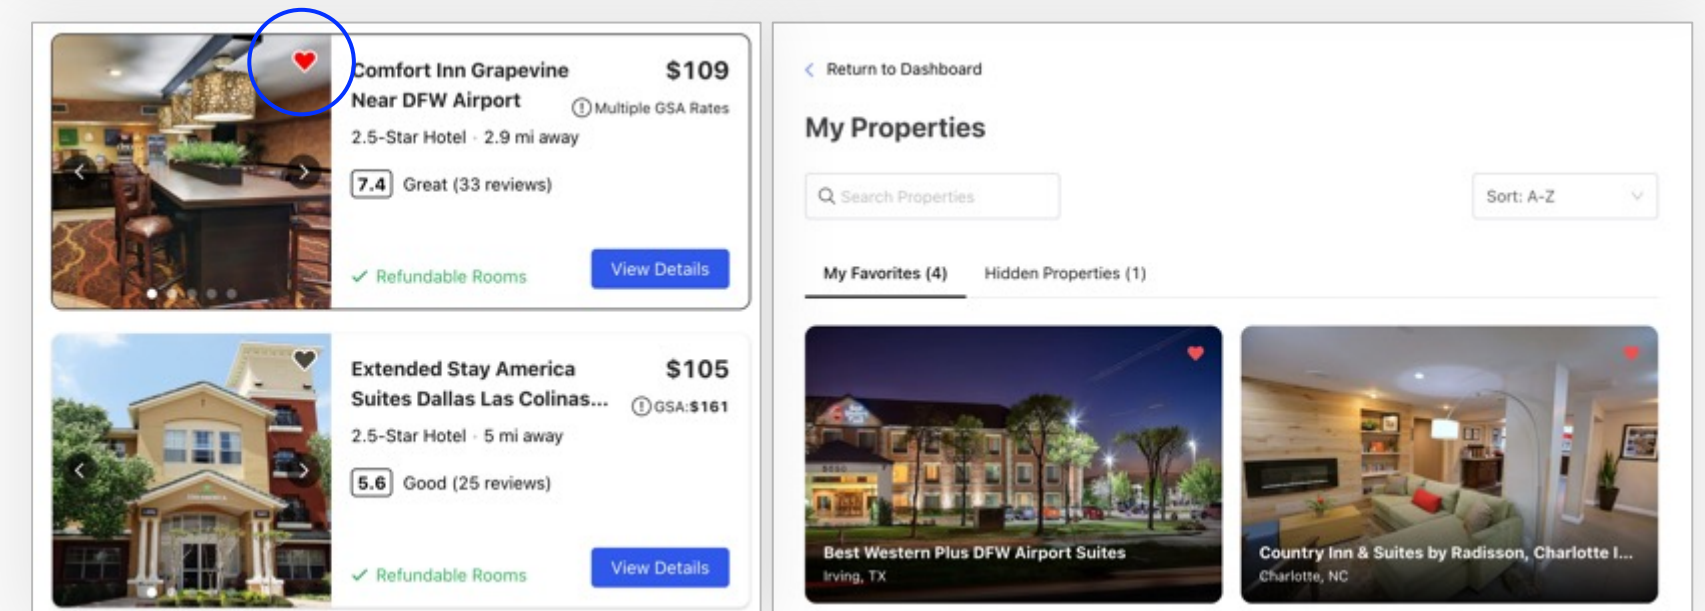 Comfort Inn Grapevine
Near DFW Airport
$109
Multiple GSA Rates
2.5-Star Hotel · 2.9 mi away
7.4 Great (33 reviews)
Refundable Rooms
View Details
Extended Stay America
Suites Dallas Las Colinas...
$105
GSA:$161
2.5-Star Hotel · 5 mi away
5.6 Good (25 reviews)
Refundable Rooms
View Details
Return to Dashboard
My Properties
Search Properties
Sort: A-Z
My Favorites (4) Hidden Properties (1)
Best Western Plus DFW Airport Suites
Irving, TX
Country Inn & Suites by Radisson, Charlotte I...
Charlotte, NC